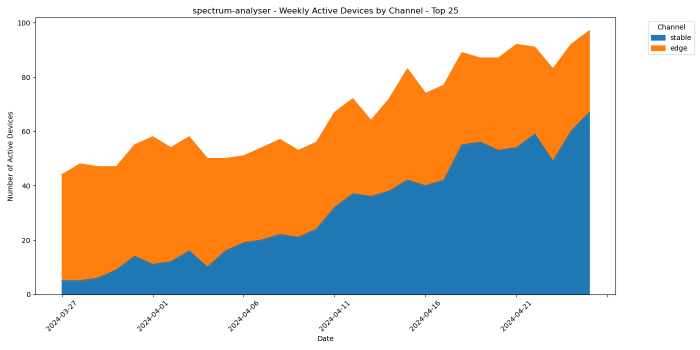 spectrum-analyser - Weekly Active Devices by Channel - Top 25
Channel
stable
edge
Number of Active Devices
100
80
60
40
20
0
2024-03-27
2024-04-01
2024-04-06
2024-04-11
2024-04-16
2024-04-21
Date